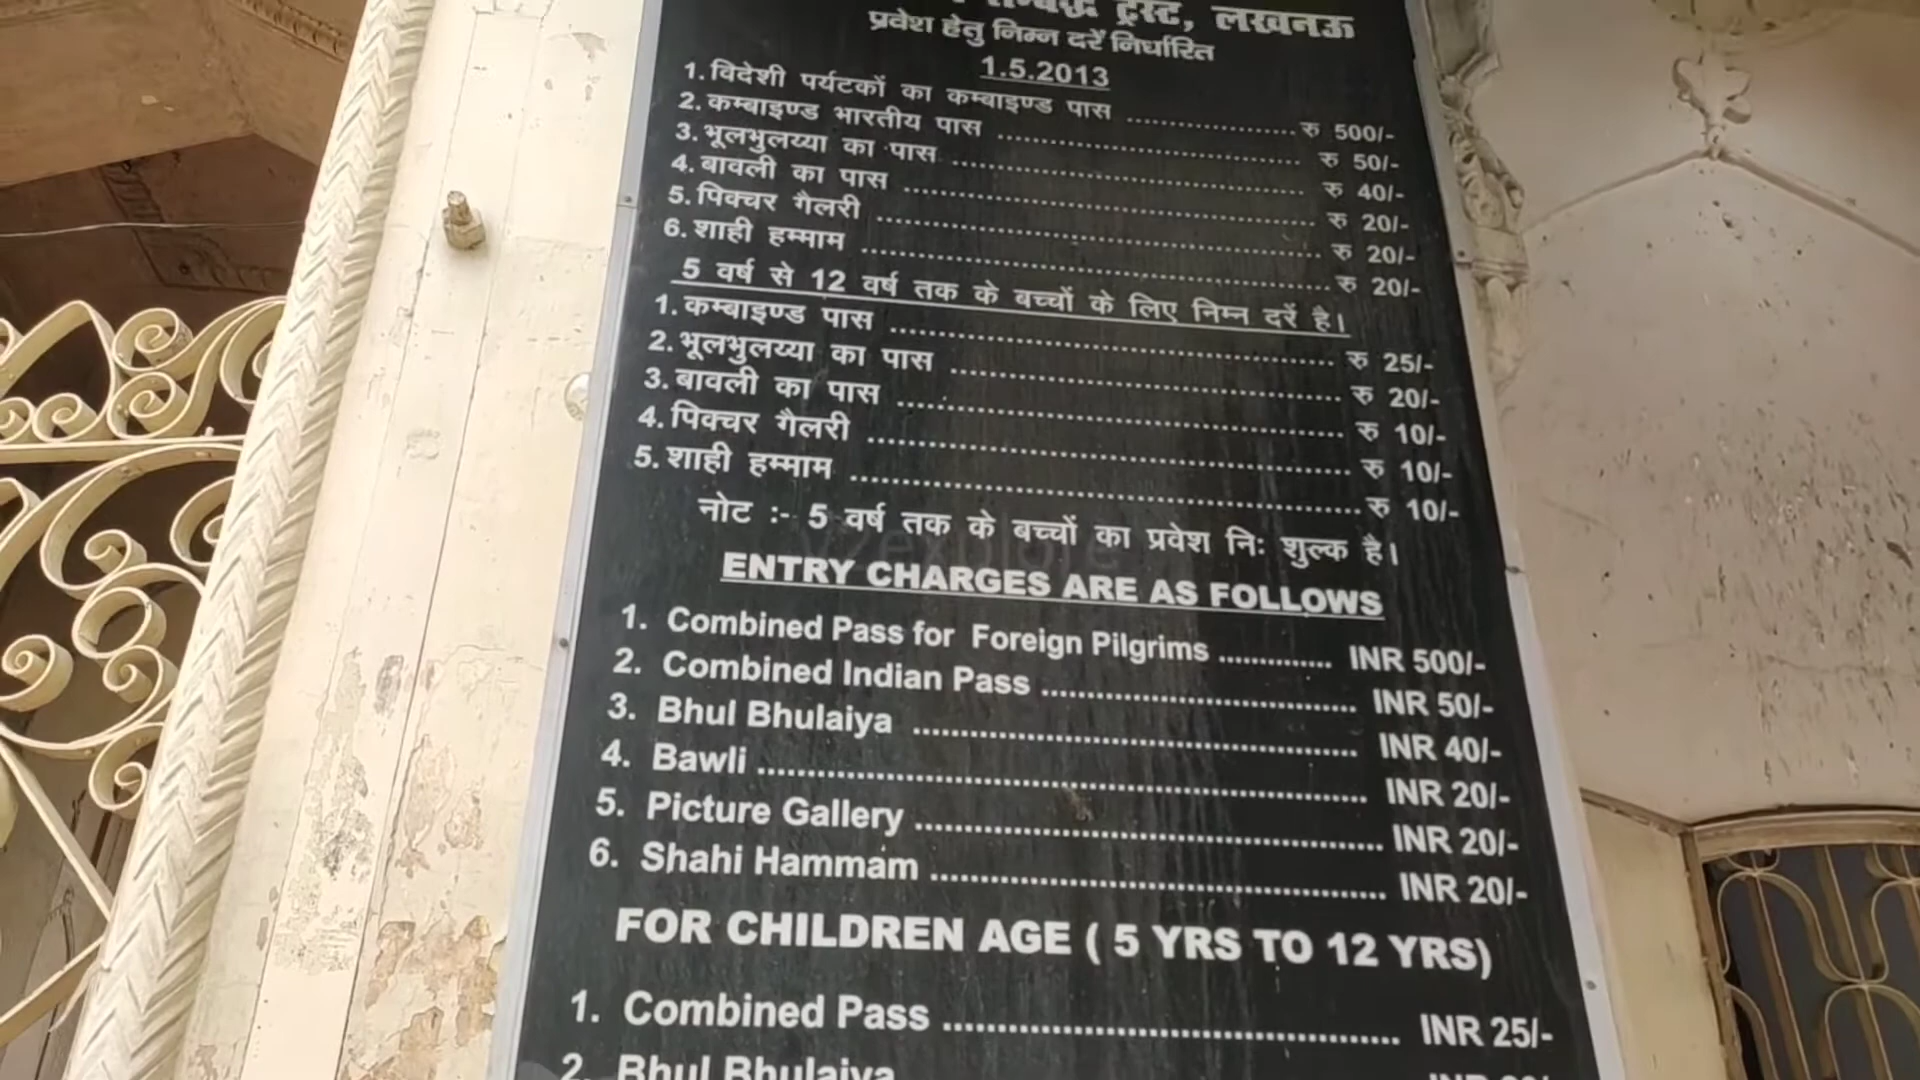 ट्रस्ट, लखनऊ
प्रवेश हेतु निम्न दरें निर्धारित
1.5.2013
1. विदेशी पर्यटकों का कम्बाइण्ड पास .................... रु 500/-
2. कम्बाइण्ड भारतीय पास .................... रु 50/-
3. भूलभुलय्या का पास .................... रु 40/-
4. बावली का पास .................... रु 20/-
5. पिक्चर गैलरी .................... रु 20/-
6. शाही हम्माम .................... रु 20/-
5 वर्ष से 12 वर्ष तक के बच्चों के लिए निम्न दरें है।
1. कम्बाइण्ड पास .................... रु 25/-
2. भूलभुलय्या का पास .................... रु 20/-
3. बावली का पास .................... रु 10/-
4. पिक्चर गैलरी .................... रु 10/-
5. शाही हम्माम .................... रु 10/-
नोट :- 5 वर्ष तक के बच्चों का प्रवेश निः शुल्क है।
ENTRY CHARGES ARE AS FOLLOWS
1. Combined Pass for Foreign Pilgrims .............. INR 500/-
2. Combined Indian Pass .................... INR 50/-
3. Bhul Bhulaiya .................... INR 40/-
4. Bawli .................... INR 20/-
5. Picture Gallery .................... INR 20/-
6. Shahi Hammam .................... INR 20/-
FOR CHILDREN AGE ( 5 YRS TO 12 YRS)
1. Combined Pass .................... INR 25/-
2. Bhul Bhulaiya